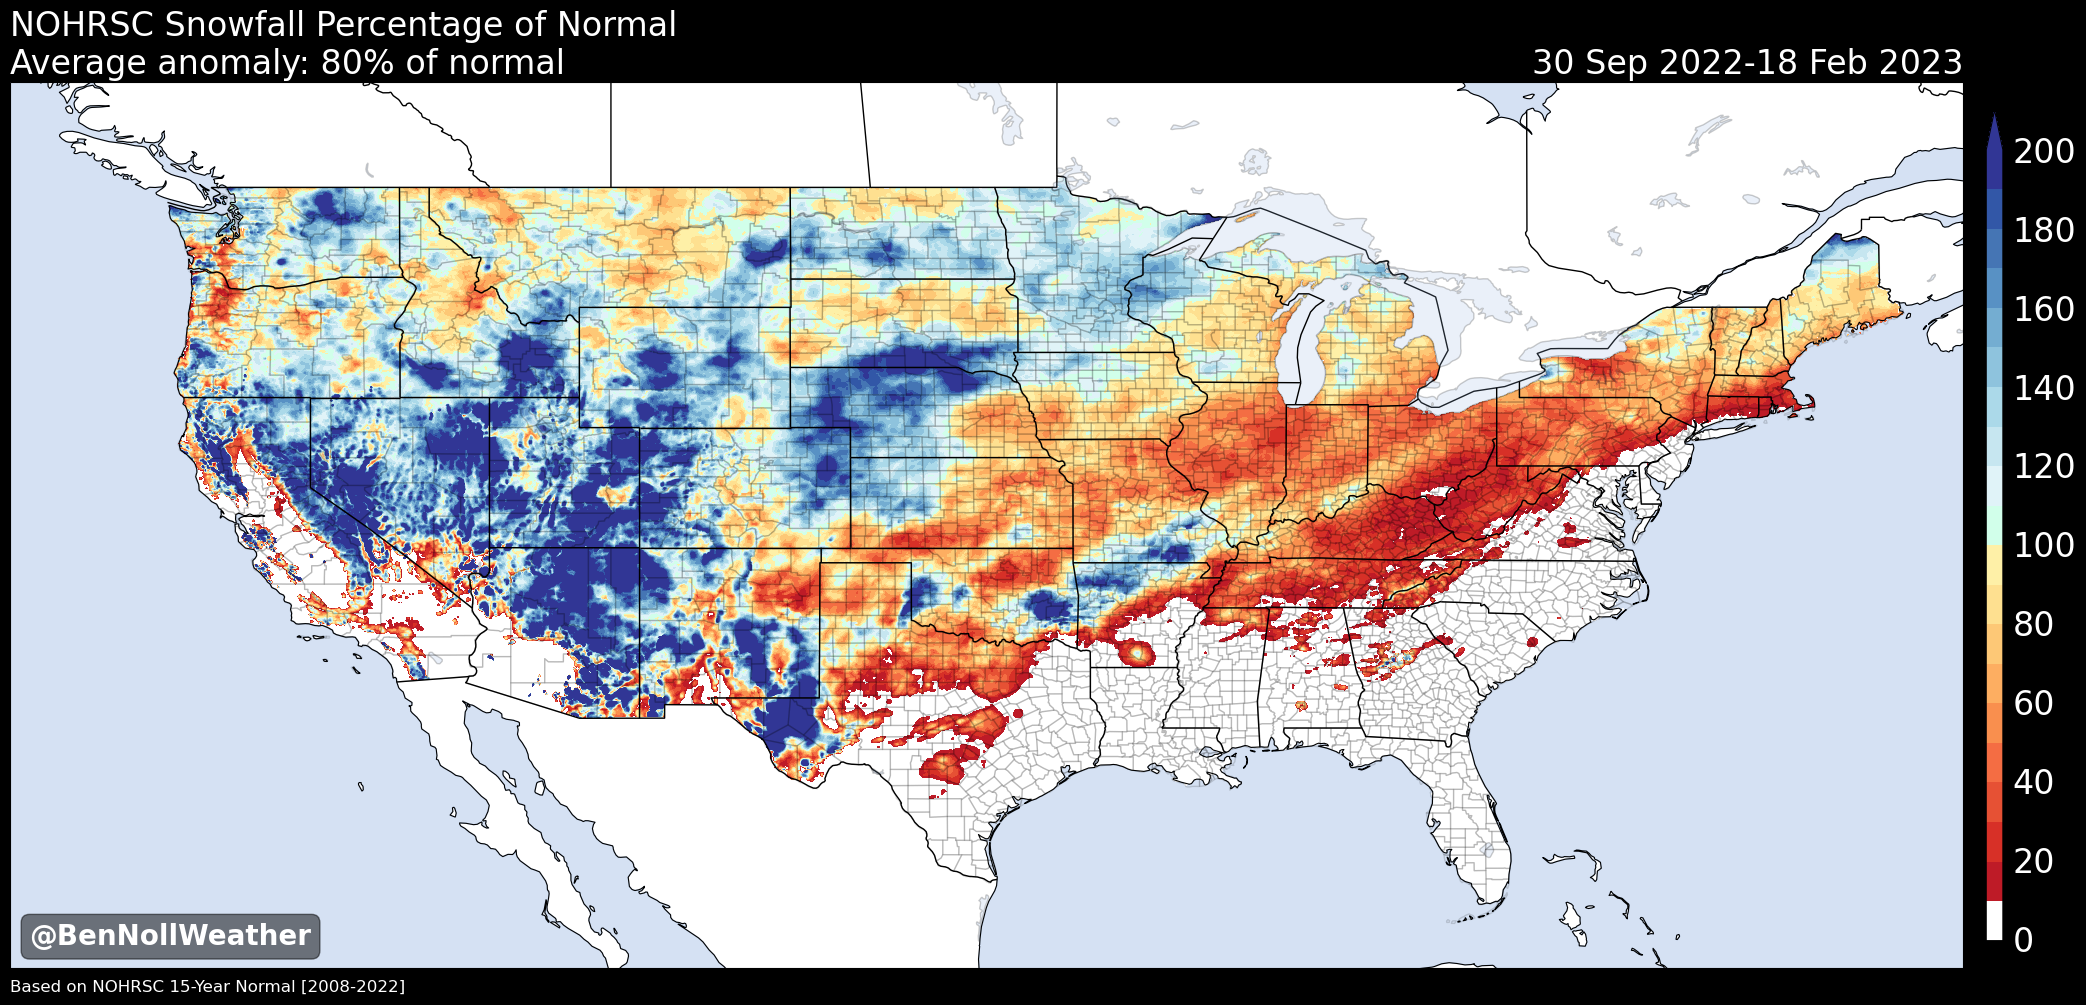 NOHRSC Snowfall Percentage of Normal
Average anomaly: 80% of normal
30 Sep 2022-18 Feb 2023
200
180
160
140
120
100
80
60
40
20
0
@BenNollWeather
Based on NOHRSC 15-Year Normal [2008-2022]